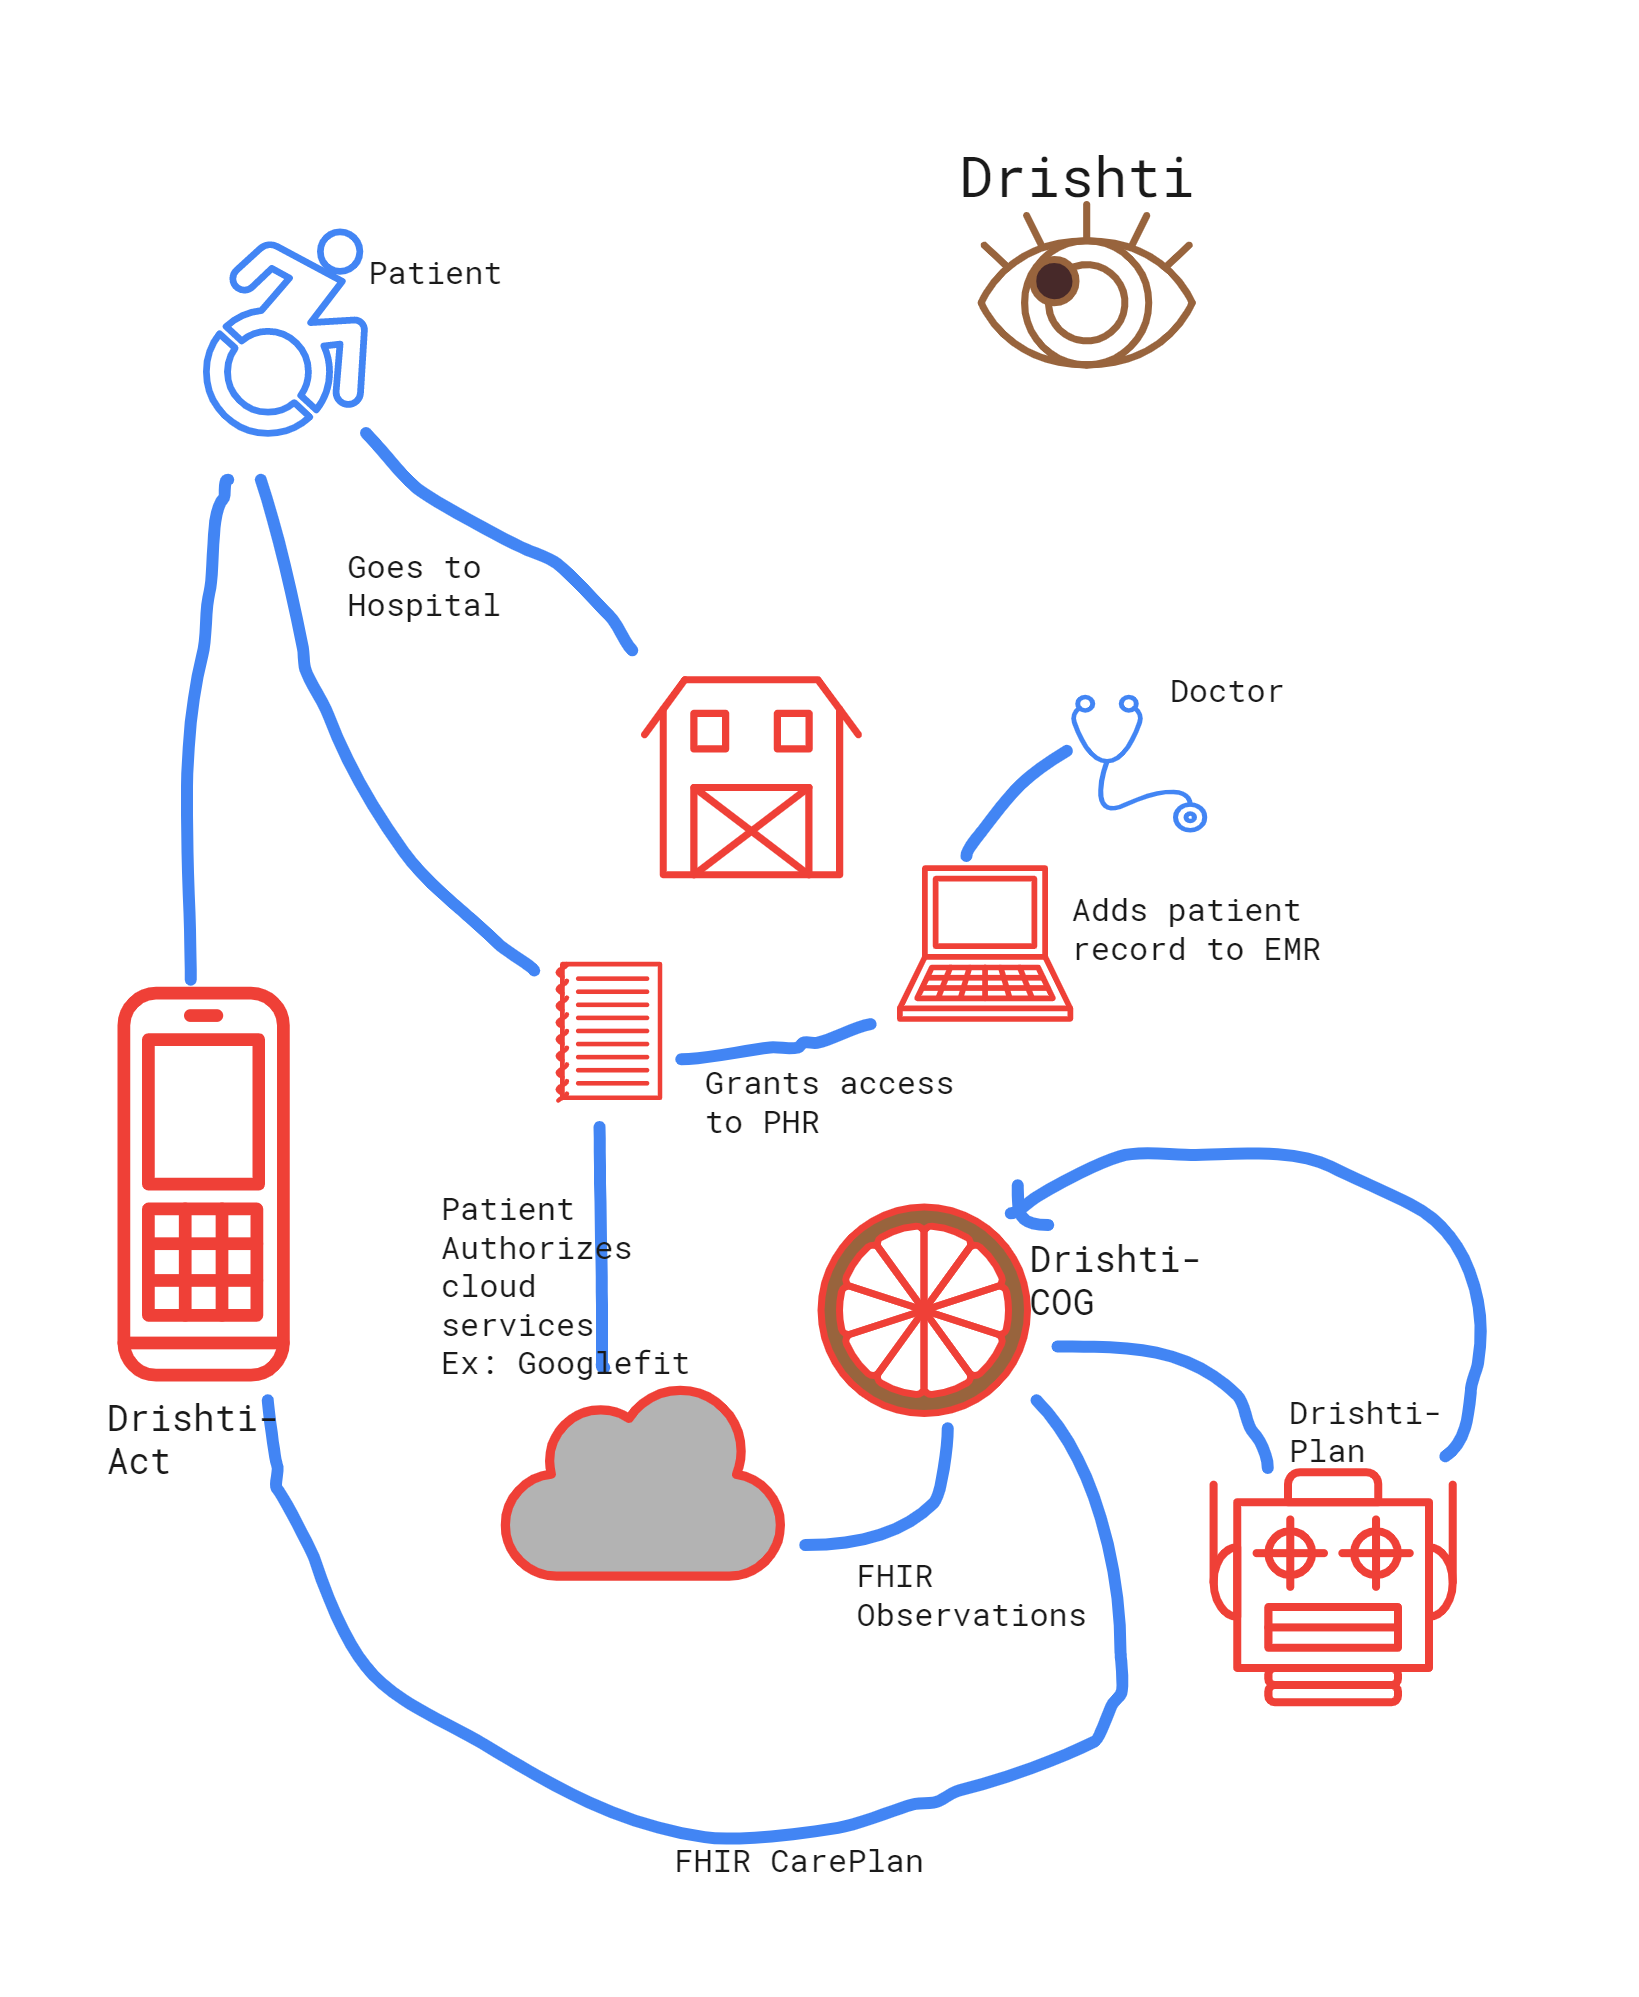 Drishti
Patient
Goes to
Hospital
Doctor
Adds patient
record to EMR
Grants access
to PHR
Patient
Authorizes
cloud
services
Ex: Googlefit
Drishti-
COG
Drishti-
Act
Drishti-
Plan
FHIR
Observations
FHIR CarePlan